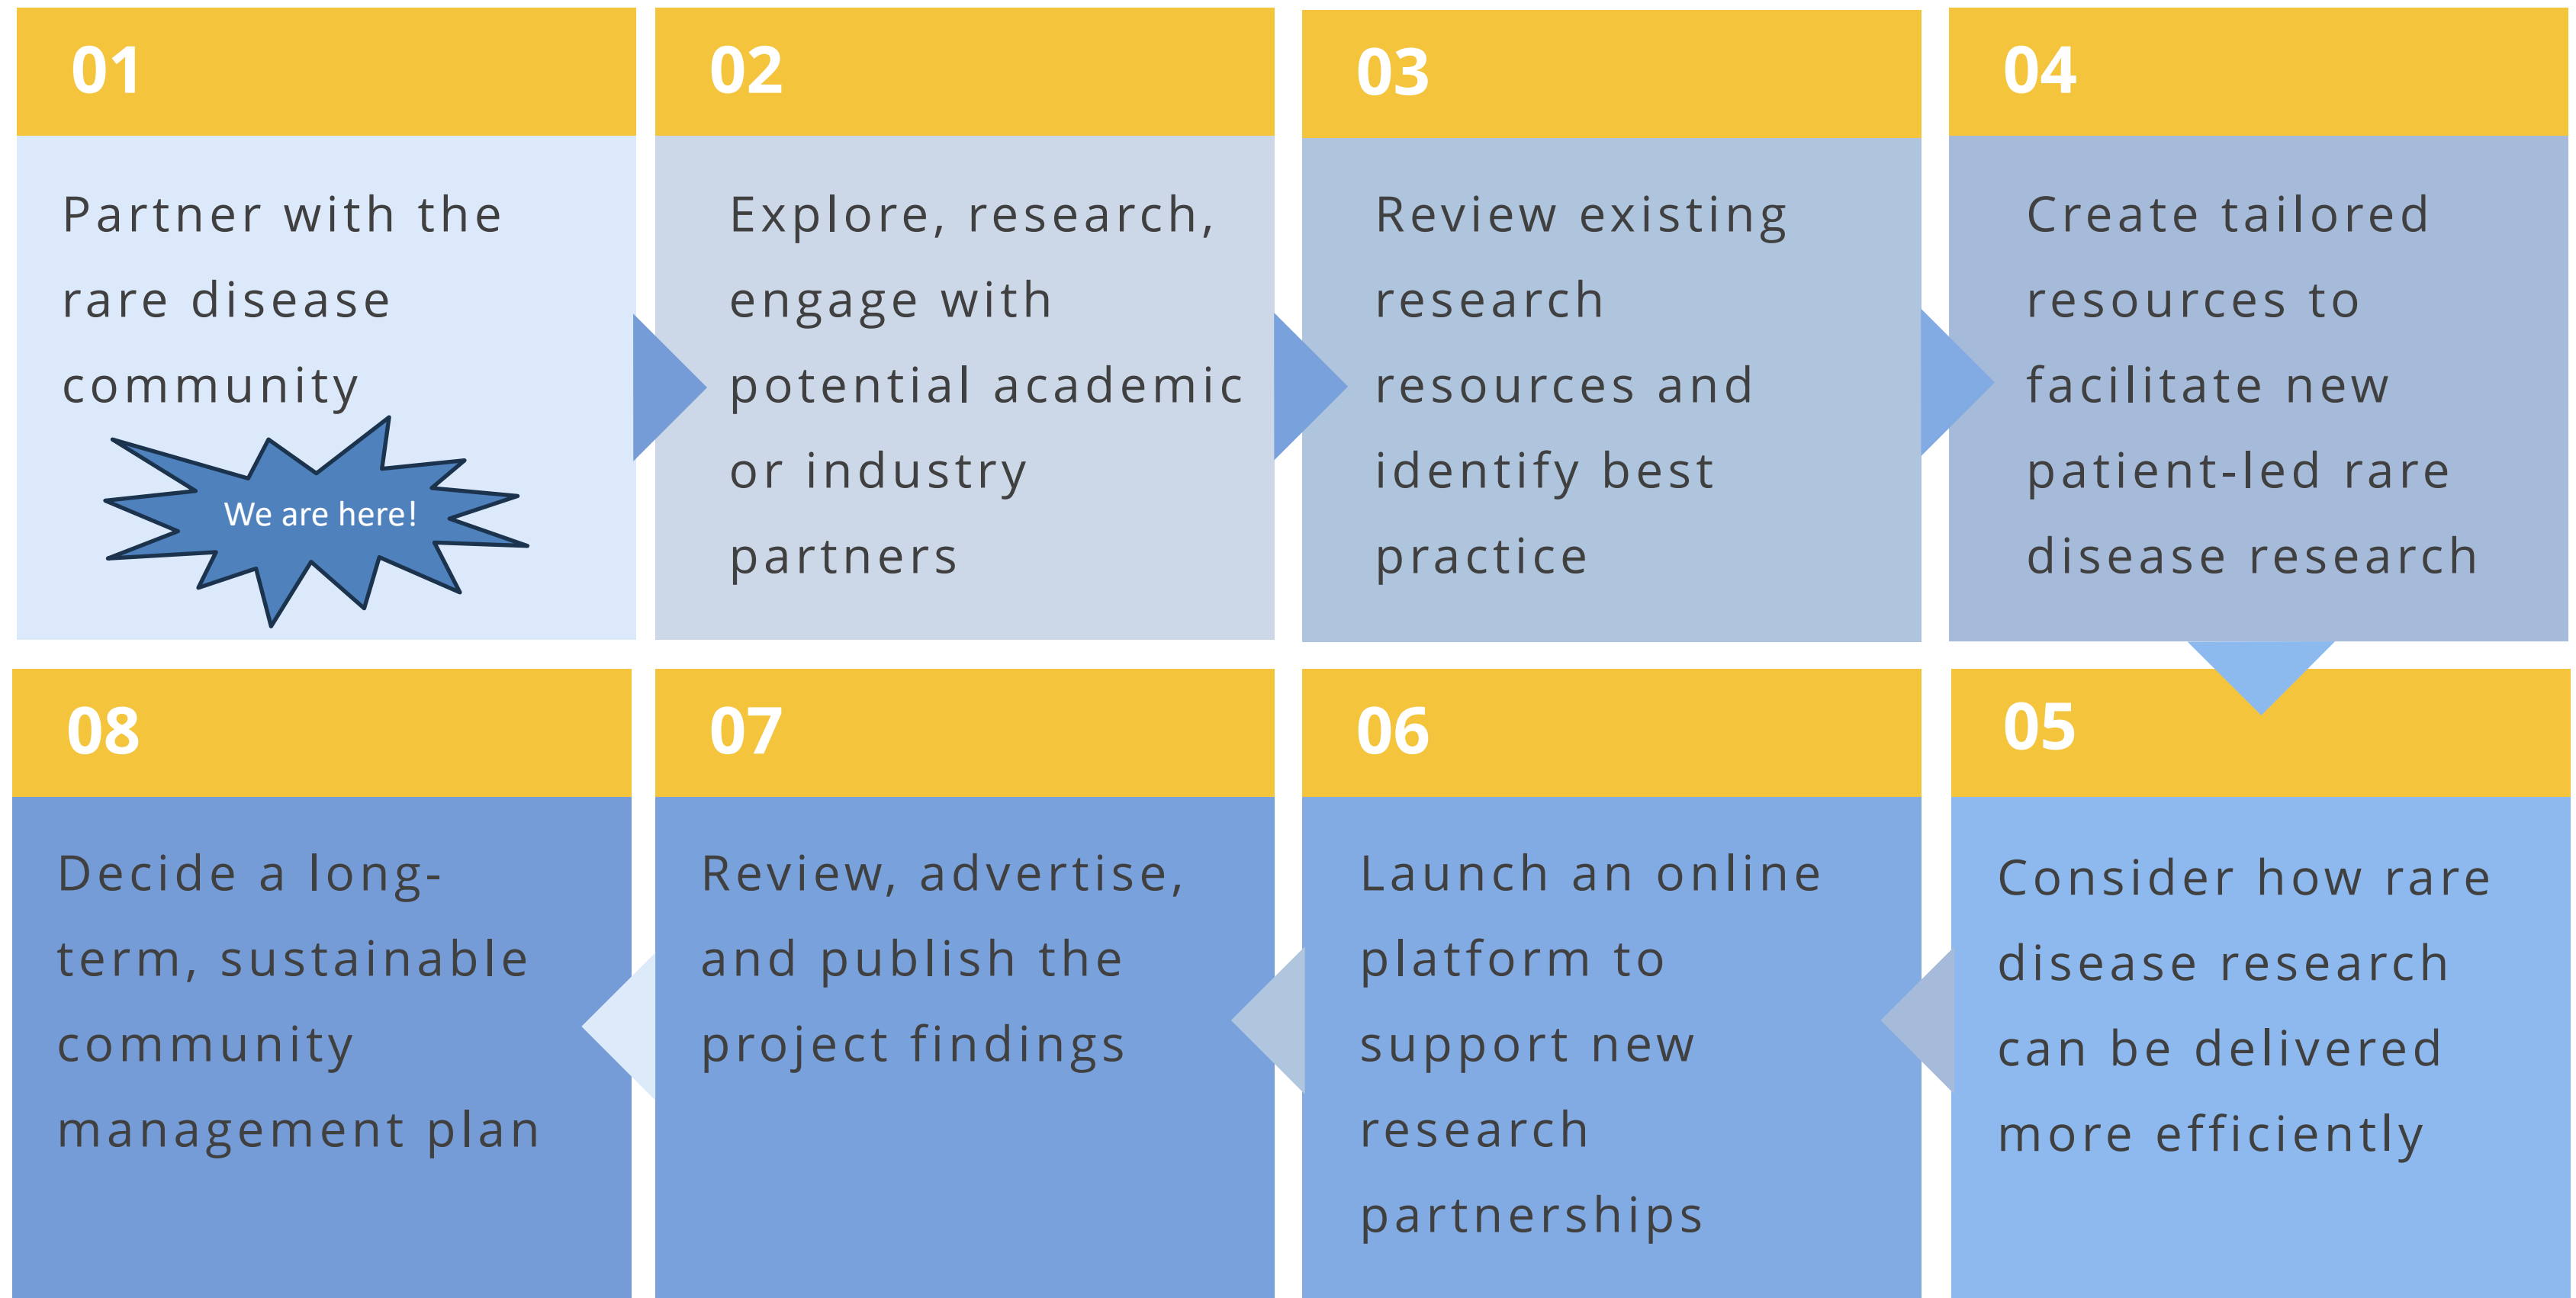 01
Partner with the
rare disease
community
We are here!
02
Explore, research,
engage with
potential academic
or industry
partners
03
Review existing
research
resources and
identify best
practice
04
Create tailored
resources to
facilitate new
patient-led rare
disease research
05
Consider how rare
disease research
can be delivered
more efficiently
06
Launch an online
platform to
support new
research
partnerships
07
Review, advertise,
and publish the
project findings
08
Decide a long-
term, sustainable
community
management plan